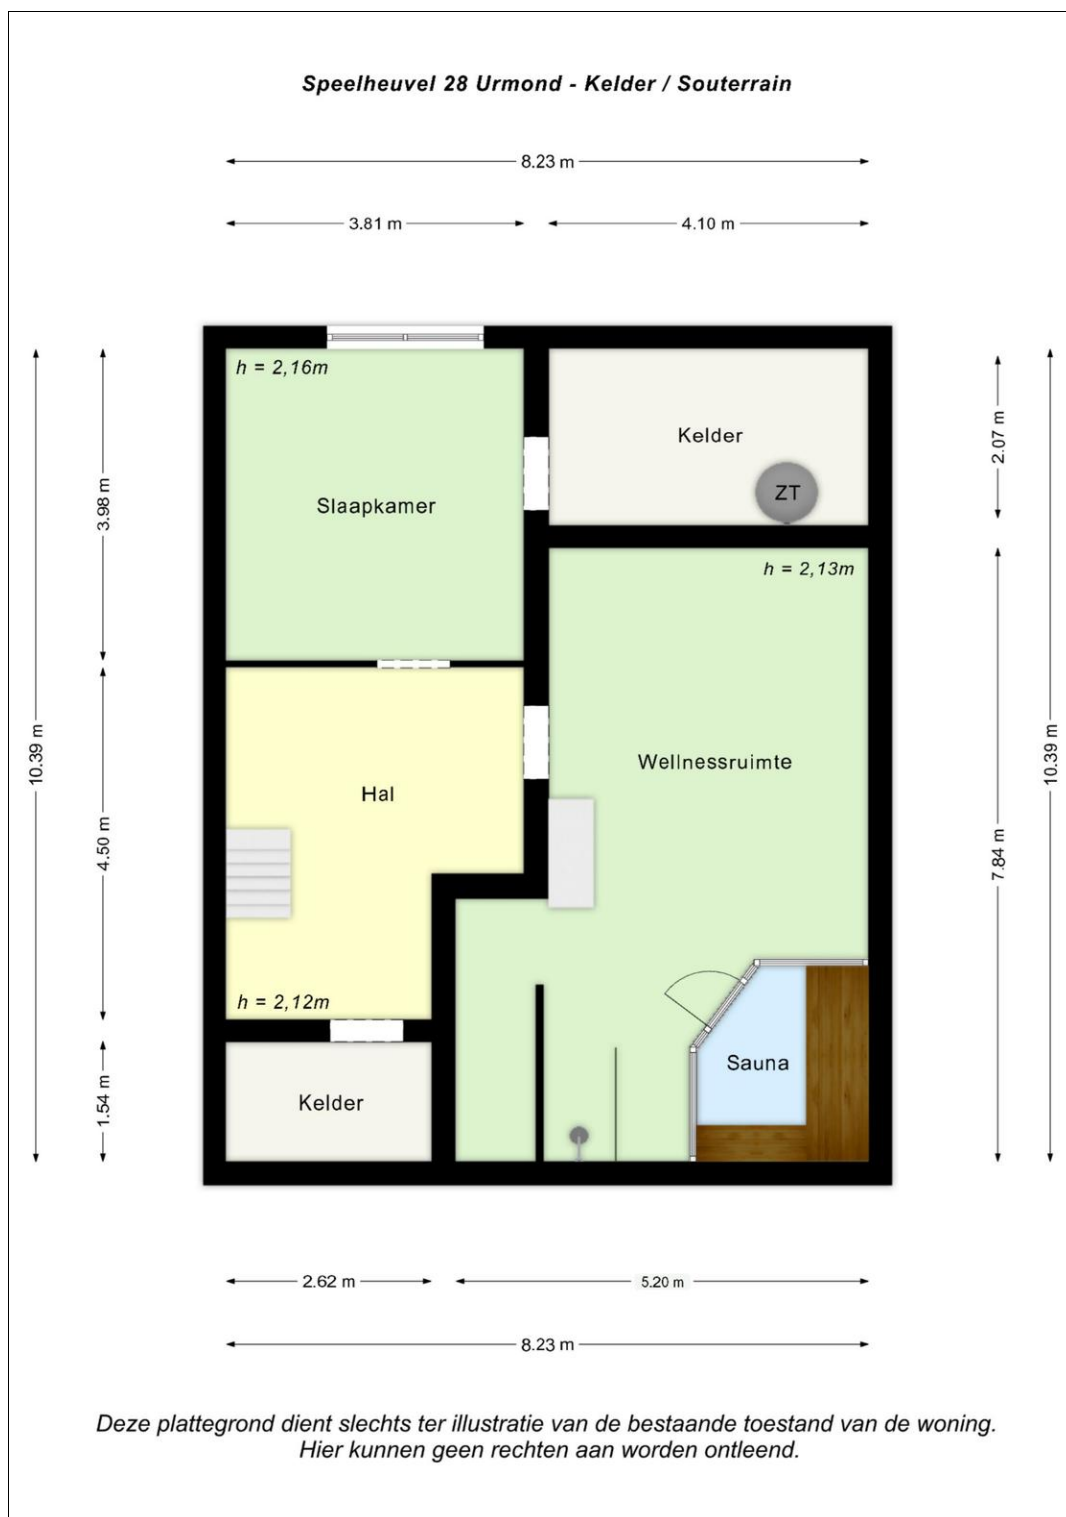 Speelheuvel 28 Urmond - Kelder / Souterrain
8.23 m
3.81 m
4.10 m
h = 2,16m
Kelder
ZT
Slaapkamer
3.98 m
2.07 m
h = 2,13m
10.39 m
10.39 m
Wellnessruimte
Hal
4.50 m
7.84 m
h = 2,12m
Sauna
Kelder
1.54 m
2.62 m
5.20 m
8.23 m
Deze plattegrond dient slechts ter illustratie van de bestaande toestand van de woning.
Hier kunnen geen rechten aan worden ontleend.